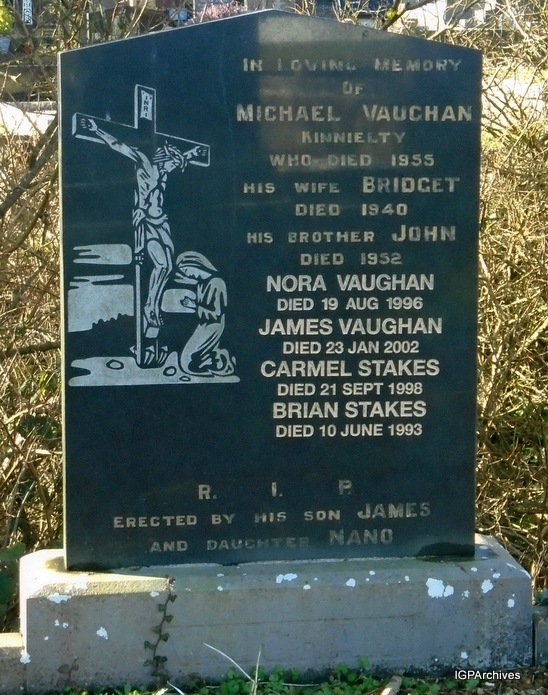 INRI
IN LOVING MEMORY
OF
MICHAEL VAUGHAN
KINNIELTY
WHO DIED 1955
HIS WIFE BRIDGET
DIED 1940
HIS BROTHER JOHN
DIED 1952
NORA VAUGHAN
DIED 19 AUG 1996
JAMES VAUGHAN
DIED 23 JAN 2002
CARMEL STAKES
DIED 21 SEPT 1998
BRIAN STAKES
DIED 10 JUNE 1993
R. I. P.
ERECTED BY HIS SON JAMES
AND DAUGHTER NANO
IGPArchives